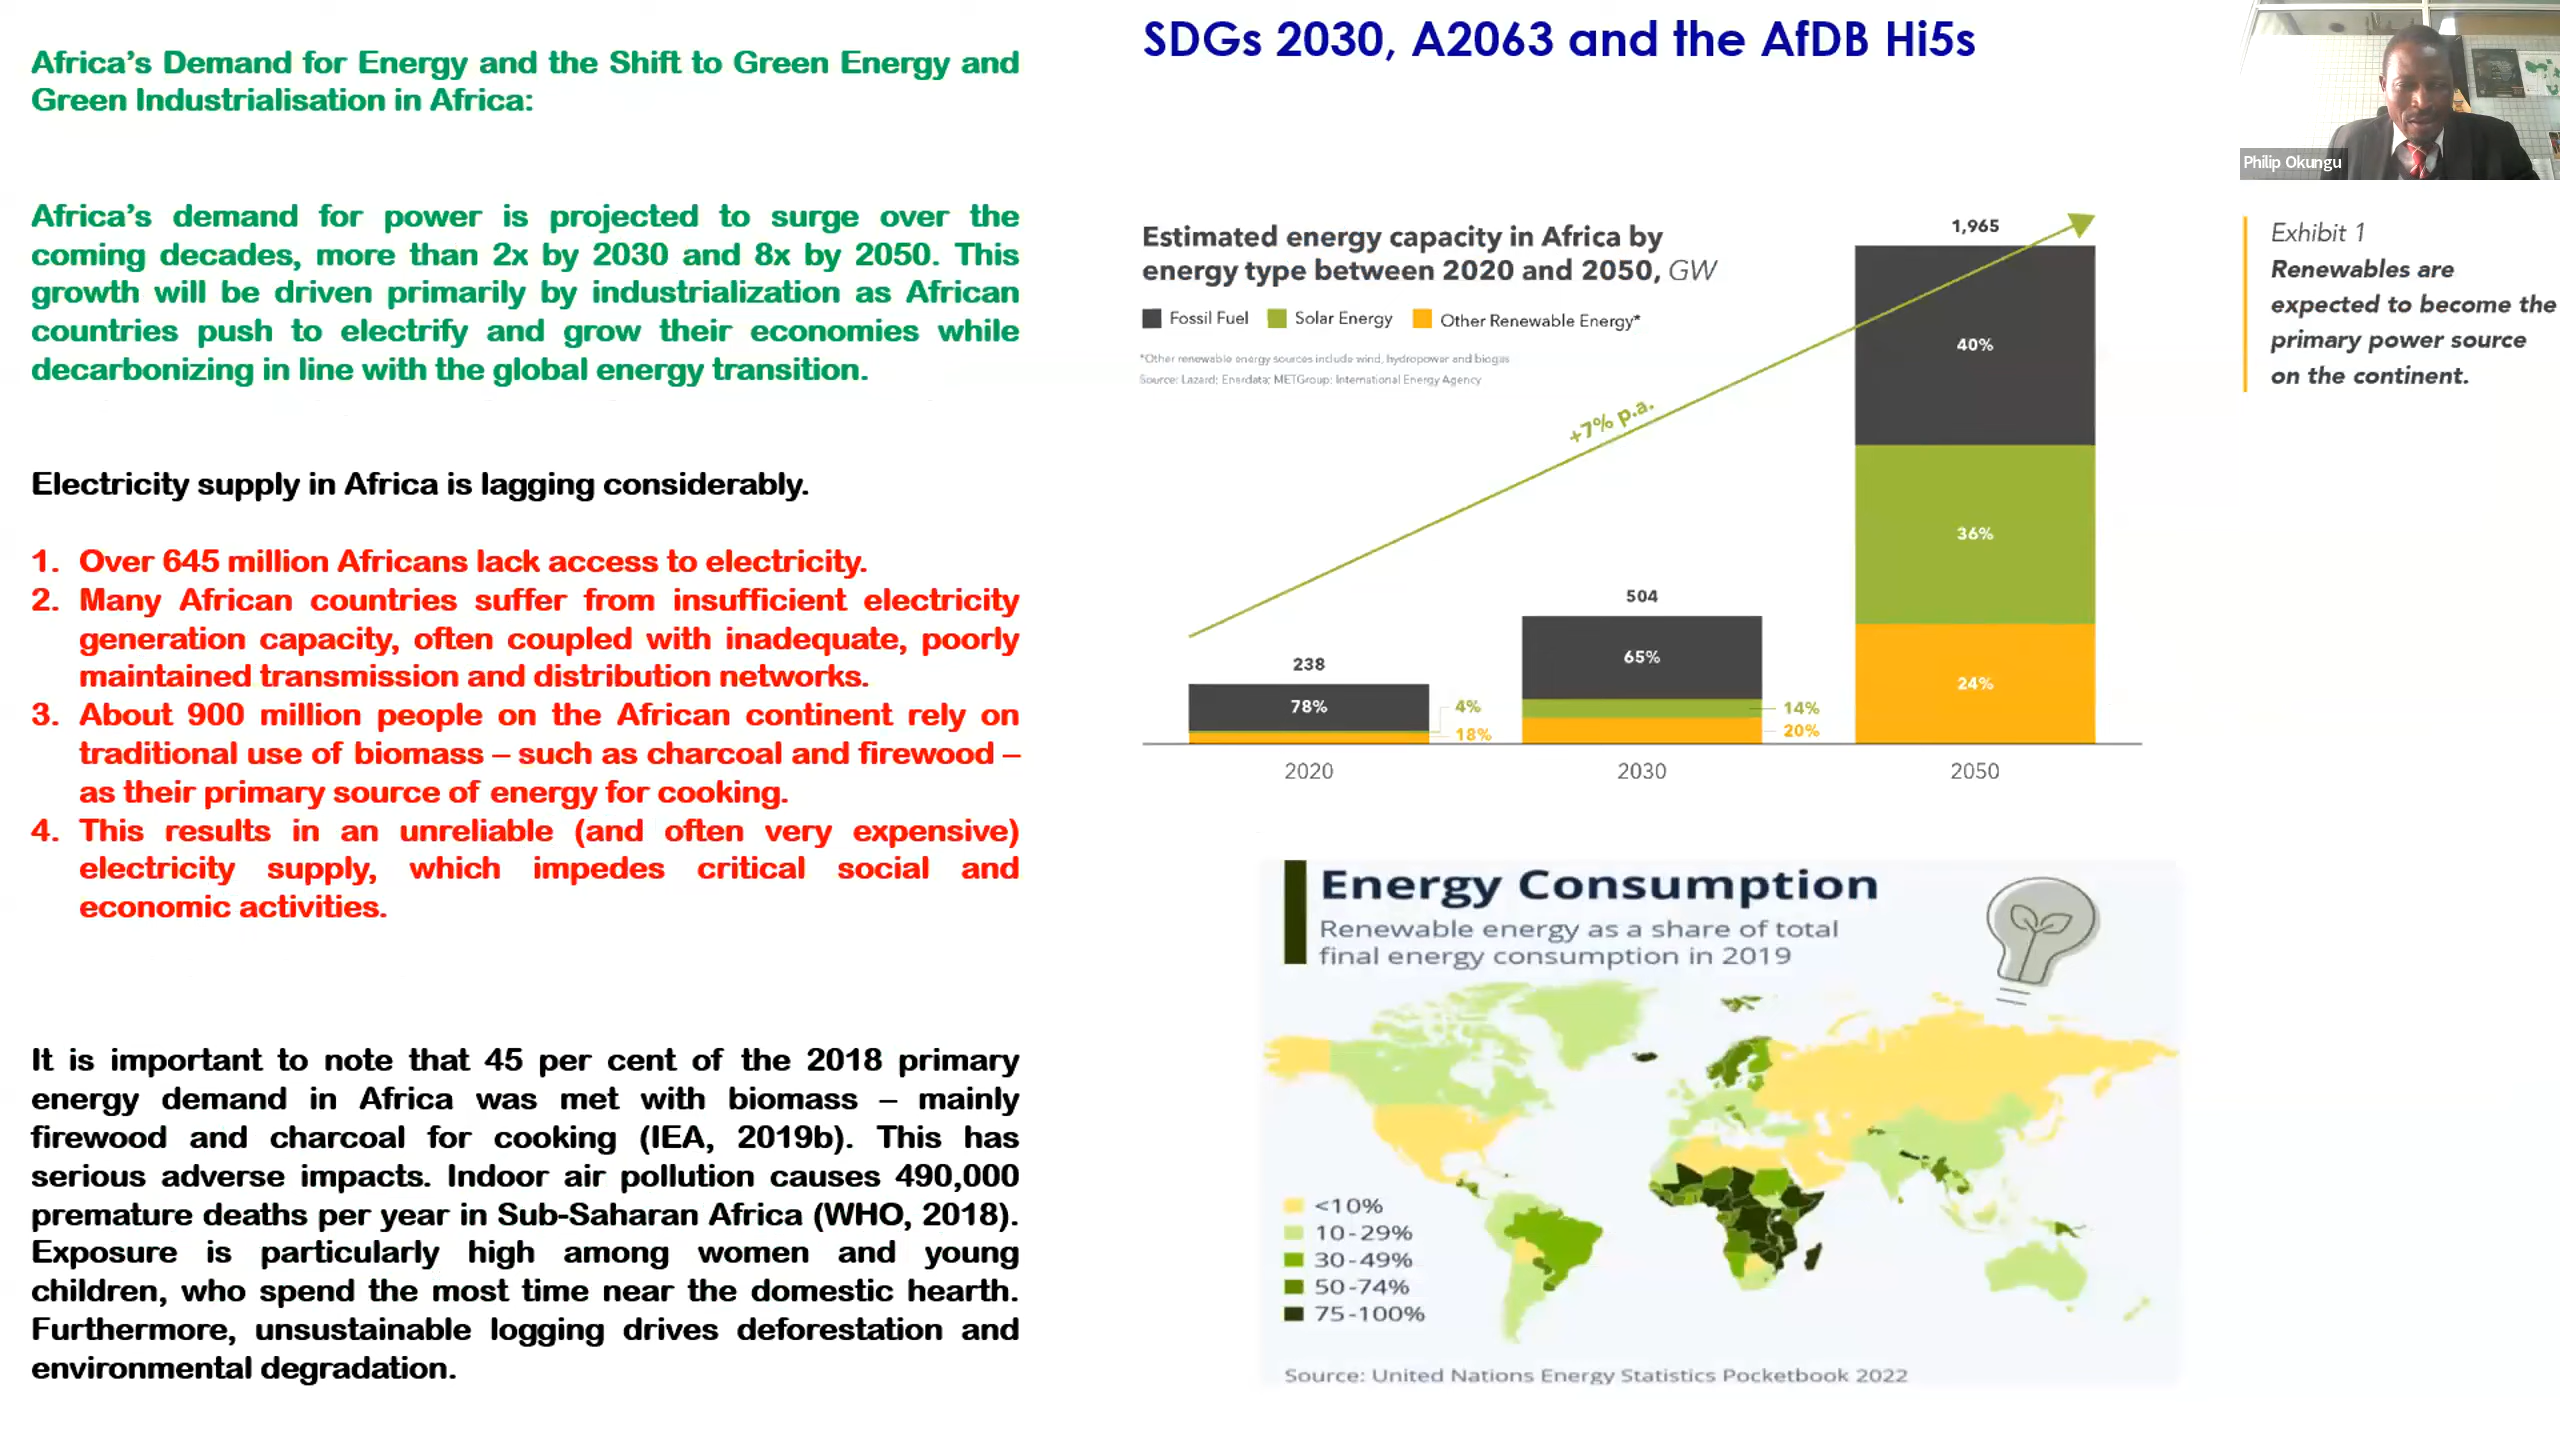 Africa’s Demand for Energy and the Shift to Green Energy and
Green Industrialisation in Africa:
Africa’s demand for power is projected to surge over the
coming decades, more than 2x by 2030 and 8x by 2050. This
growth will be driven primarily by industrialization as African
countries push to electrify and grow their economies while
decarbonizing in line with the global energy transition.
Electricity supply in Africa is lagging considerably.
1. Over 645 million Africans lack access to electricity.
2. Many African countries suffer from insufficient electricity
generation capacity, often coupled with inadequate, poorly
maintained transmission and distribution networks.
3. About 900 million people on the African continent rely on
traditional use of biomass – such as charcoal and firewood –
as their primary source of energy for cooking.
4. This results in an unreliable (and often very expensive)
electricity supply, which impedes critical social and
economic activities.
It is important to note that 45 per cent of the 2018 primary
energy demand in Africa was met with biomass – mainly
firewood and charcoal for cooking (IEA, 2019b). This has
serious adverse impacts. Indoor air pollution causes 490,000
premature deaths per year in Sub-Saharan Africa (WHO, 2018).
Exposure is particularly high among women and young
children, who spend the most time near the domestic hearth.
Furthermore, unsustainable logging drives deforestation and
environmental degradation.
SDGs 2030, A2063 and the AfDB Hi5s
Estimated energy capacity in Africa by
energy type between 2020 and 2050, GW
Fossil Fuel Solar Energy Other Renewable Energy*
*Other renewable energy sources include wind, hydropower and biogas
Source: Lazard; Enerdata; METGroup; International Energy Agency
+7% p.a.
1,965
40%
36%
24%
504
65%
14%
20%
238
78%
4%
18%
2020 2030 2050
Philip Okungu
Exhibit 1
Renewables are
expected to become the
primary power source
on the continent.
Energy Consumption
Renewable energy as a share of total
final energy consumption in 2019
<10%
10-29%
30-49%
50-74%
75-100%
Source: United Nations Energy Statistics Pocketbook 2022